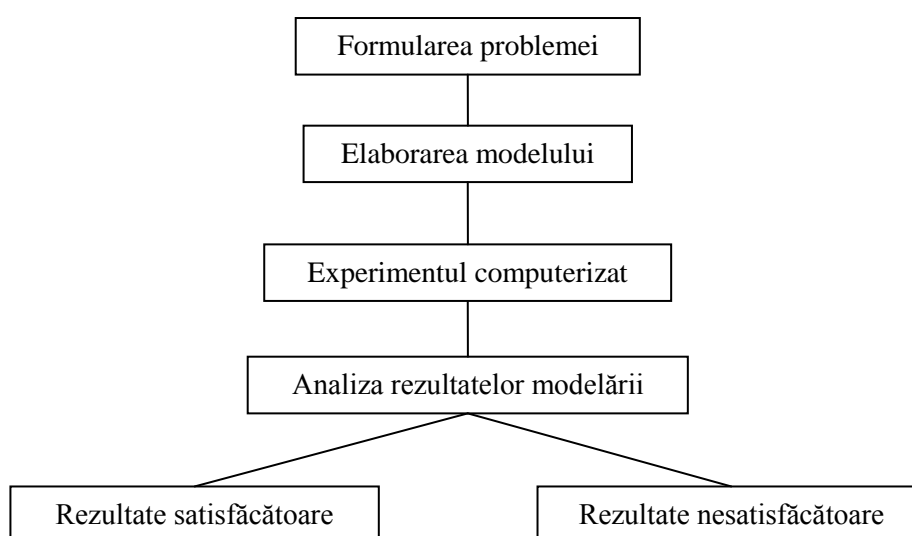 Formularea problemei
Elaborarea modelului
Experimentul computerizat
Analiza rezultatelor modelării
Rezultate satisfăcătoare
Rezultate nesatisfăcătoare